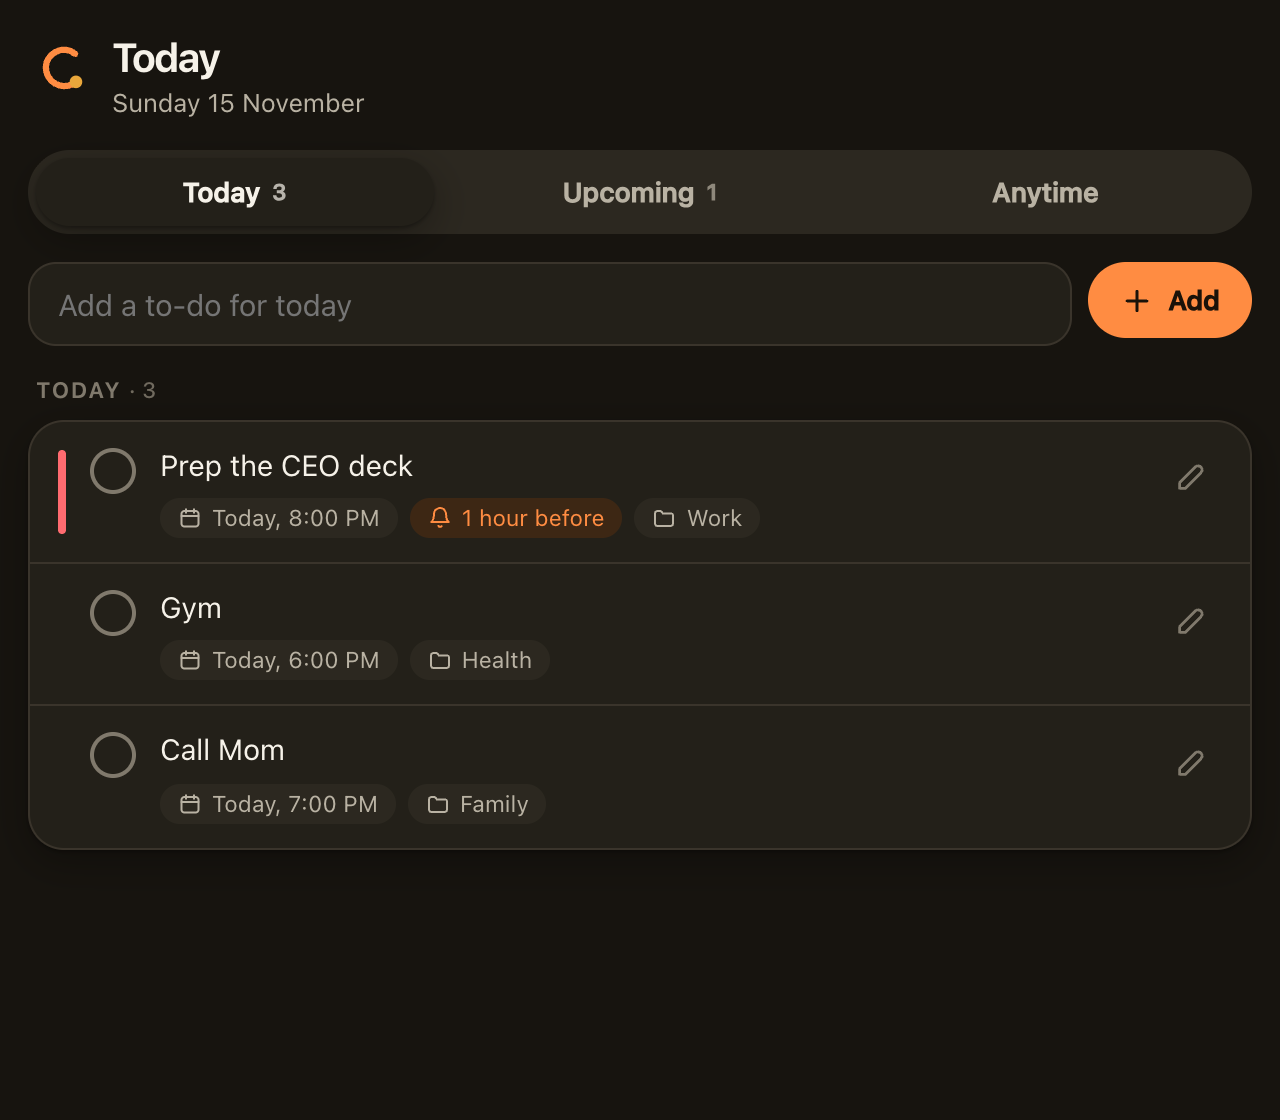 Today
Sunday 15 November
Today 3
Upcoming 1
Anytime
Add a to-do for today
Add
TODAY · 3
Prep the CEO deck
Today, 8:00 PM
1 hour before
Work
Gym
Today, 6:00 PM
Health
Call Mom
Today, 7:00 PM
Family